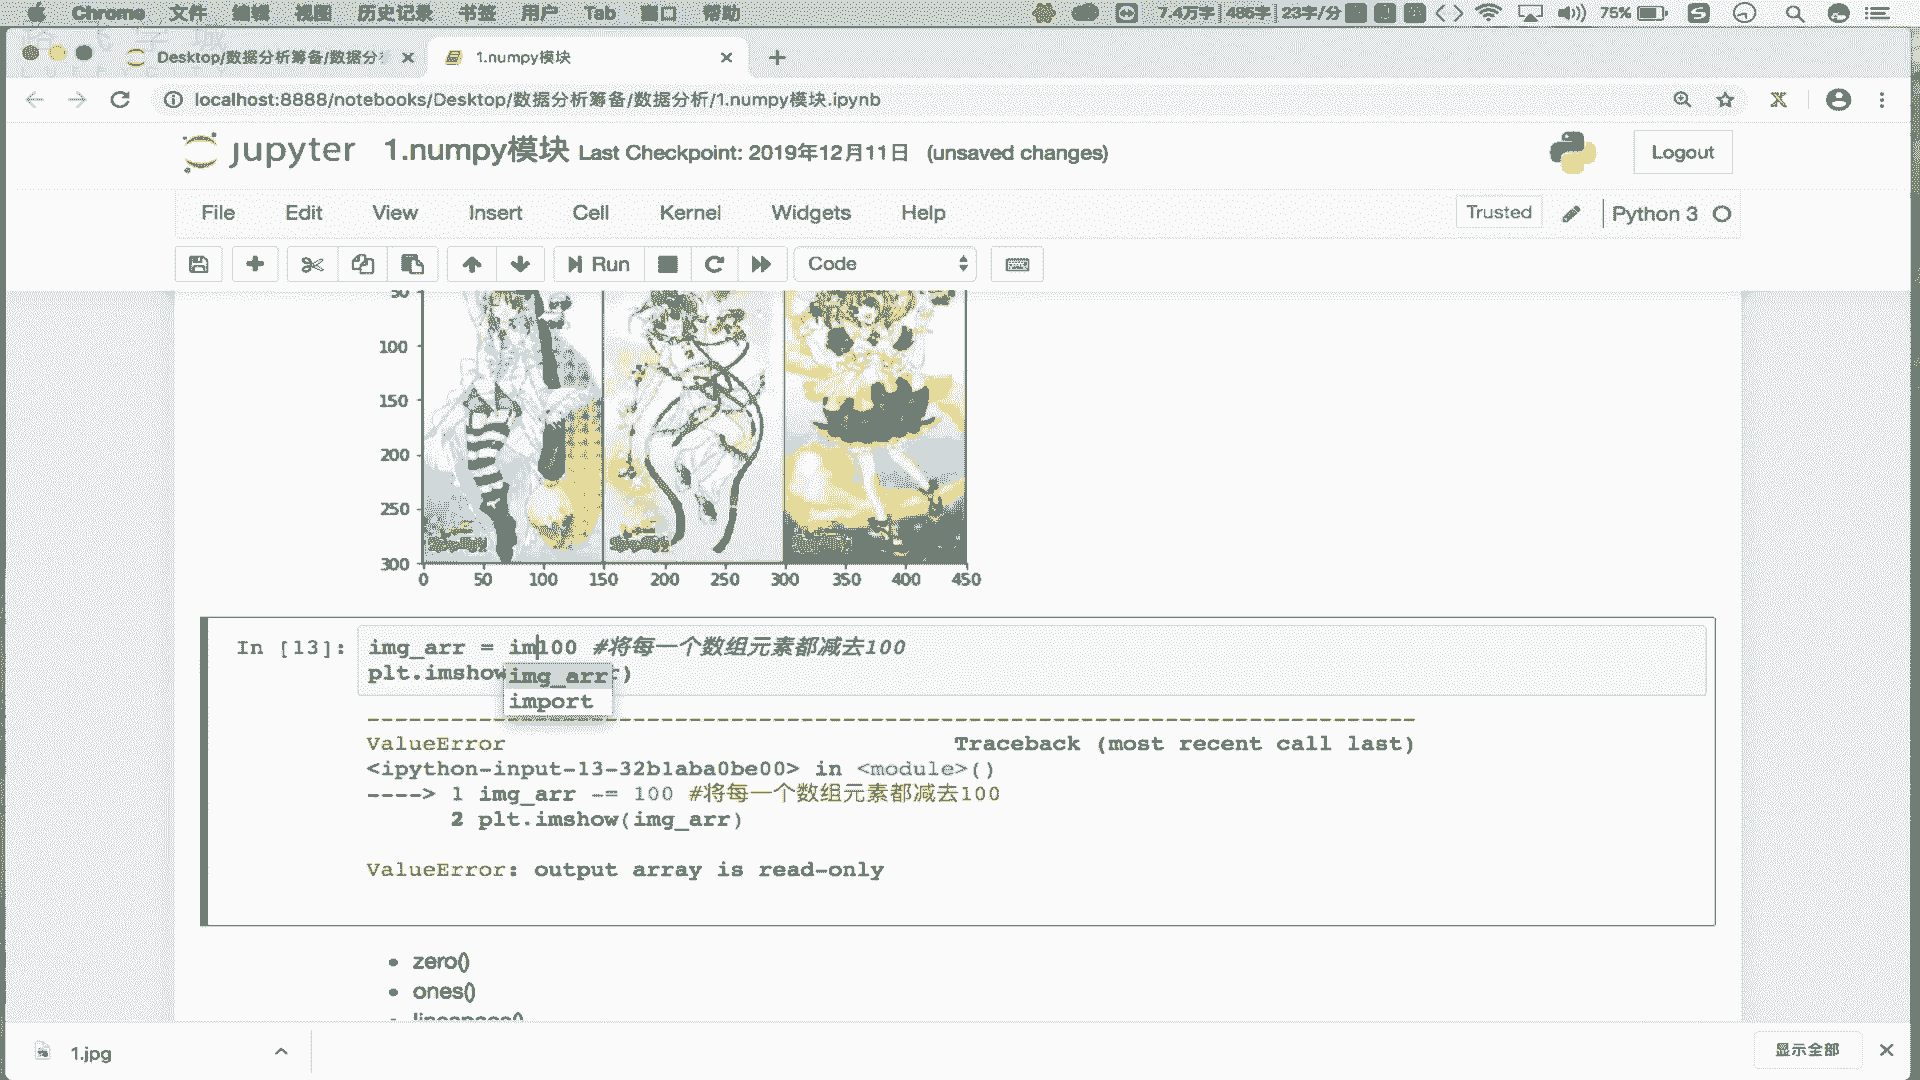 Chrome 文件 编辑 视图 历史记录 书签 用户 Tab 窗口 帮助 7.4万字 485字 23字/分 75%
Desktop/数据分析筹备/数据分析 1.numpy模块
localhost:8888/notebooks/Desktop/数据分析筹备/数据分析/1.numpy模块.ipynb
jupyter 1.numpy模块 Last Checkpoint: 2019年12月11日 (unsaved changes) Logout
File Edit View Insert Cell Kernel Widgets Help Trusted Python 3
Run Code
50
100
150
200
250
300
0 50 100 150 200 250 300 350 400 450
In [13]: img_arr = im100 #将每一个数组元素都减去100
plt.imshow r)
img_arr
import
ValueError Traceback (most recent call last)
<ipython-input-13-32b1aba0be00> in <module>()
----> 1 img_arr -= 100 #将每一个数组元素都减去100
2 plt.imshow(img_arr)
ValueError: output array is read-only
zero()
ones()
linespace()
1.jpg 显示全部